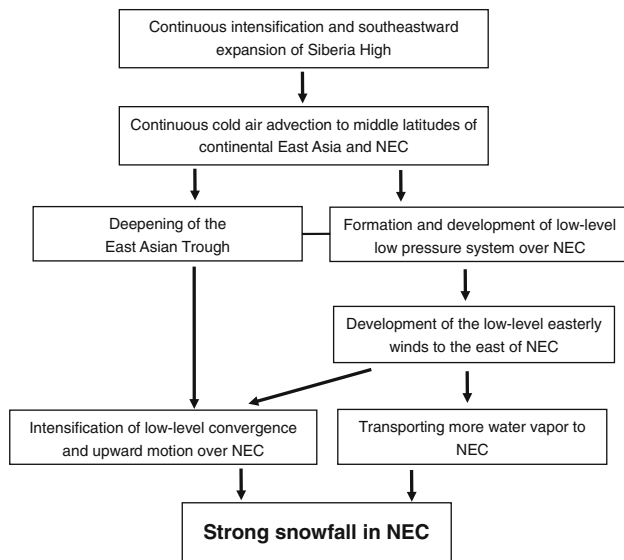 Continuous intensification and southeastward
expansion of Siberia High
Continuous cold air advection to middle latitudes of
continental East Asia and NEC
Deepening of the
East Asian Trough
Formation and development of low-level
low pressure system over NEC
Development of the low-level easterly
winds to the east of NEC
Intensification of low-level convergence
and upward motion over NEC
Transporting more water vapor to
NEC
Strong snowfall in NEC